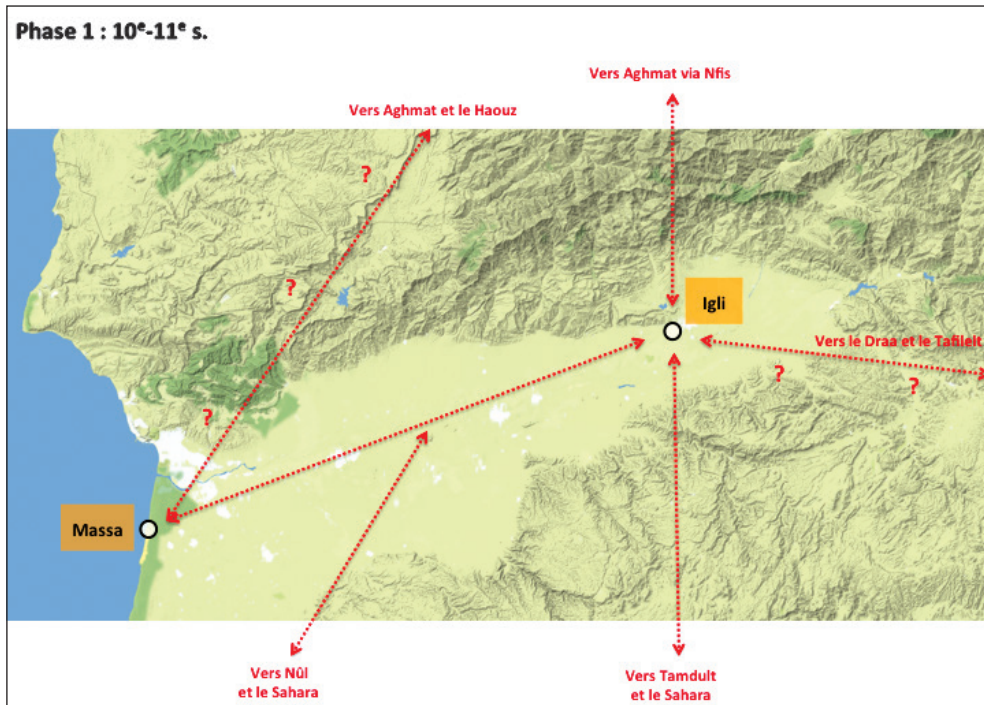 Phase 1 : 10e-11e s.
Vers Aghmat via Nfis
Vers Aghmat et le Haouz
?
?
Igli
Vers le Draa et le Tafilelt
?
?
?
Massa
Vers Nûl
et le Sahara
Vers Tamdult
et le Sahara